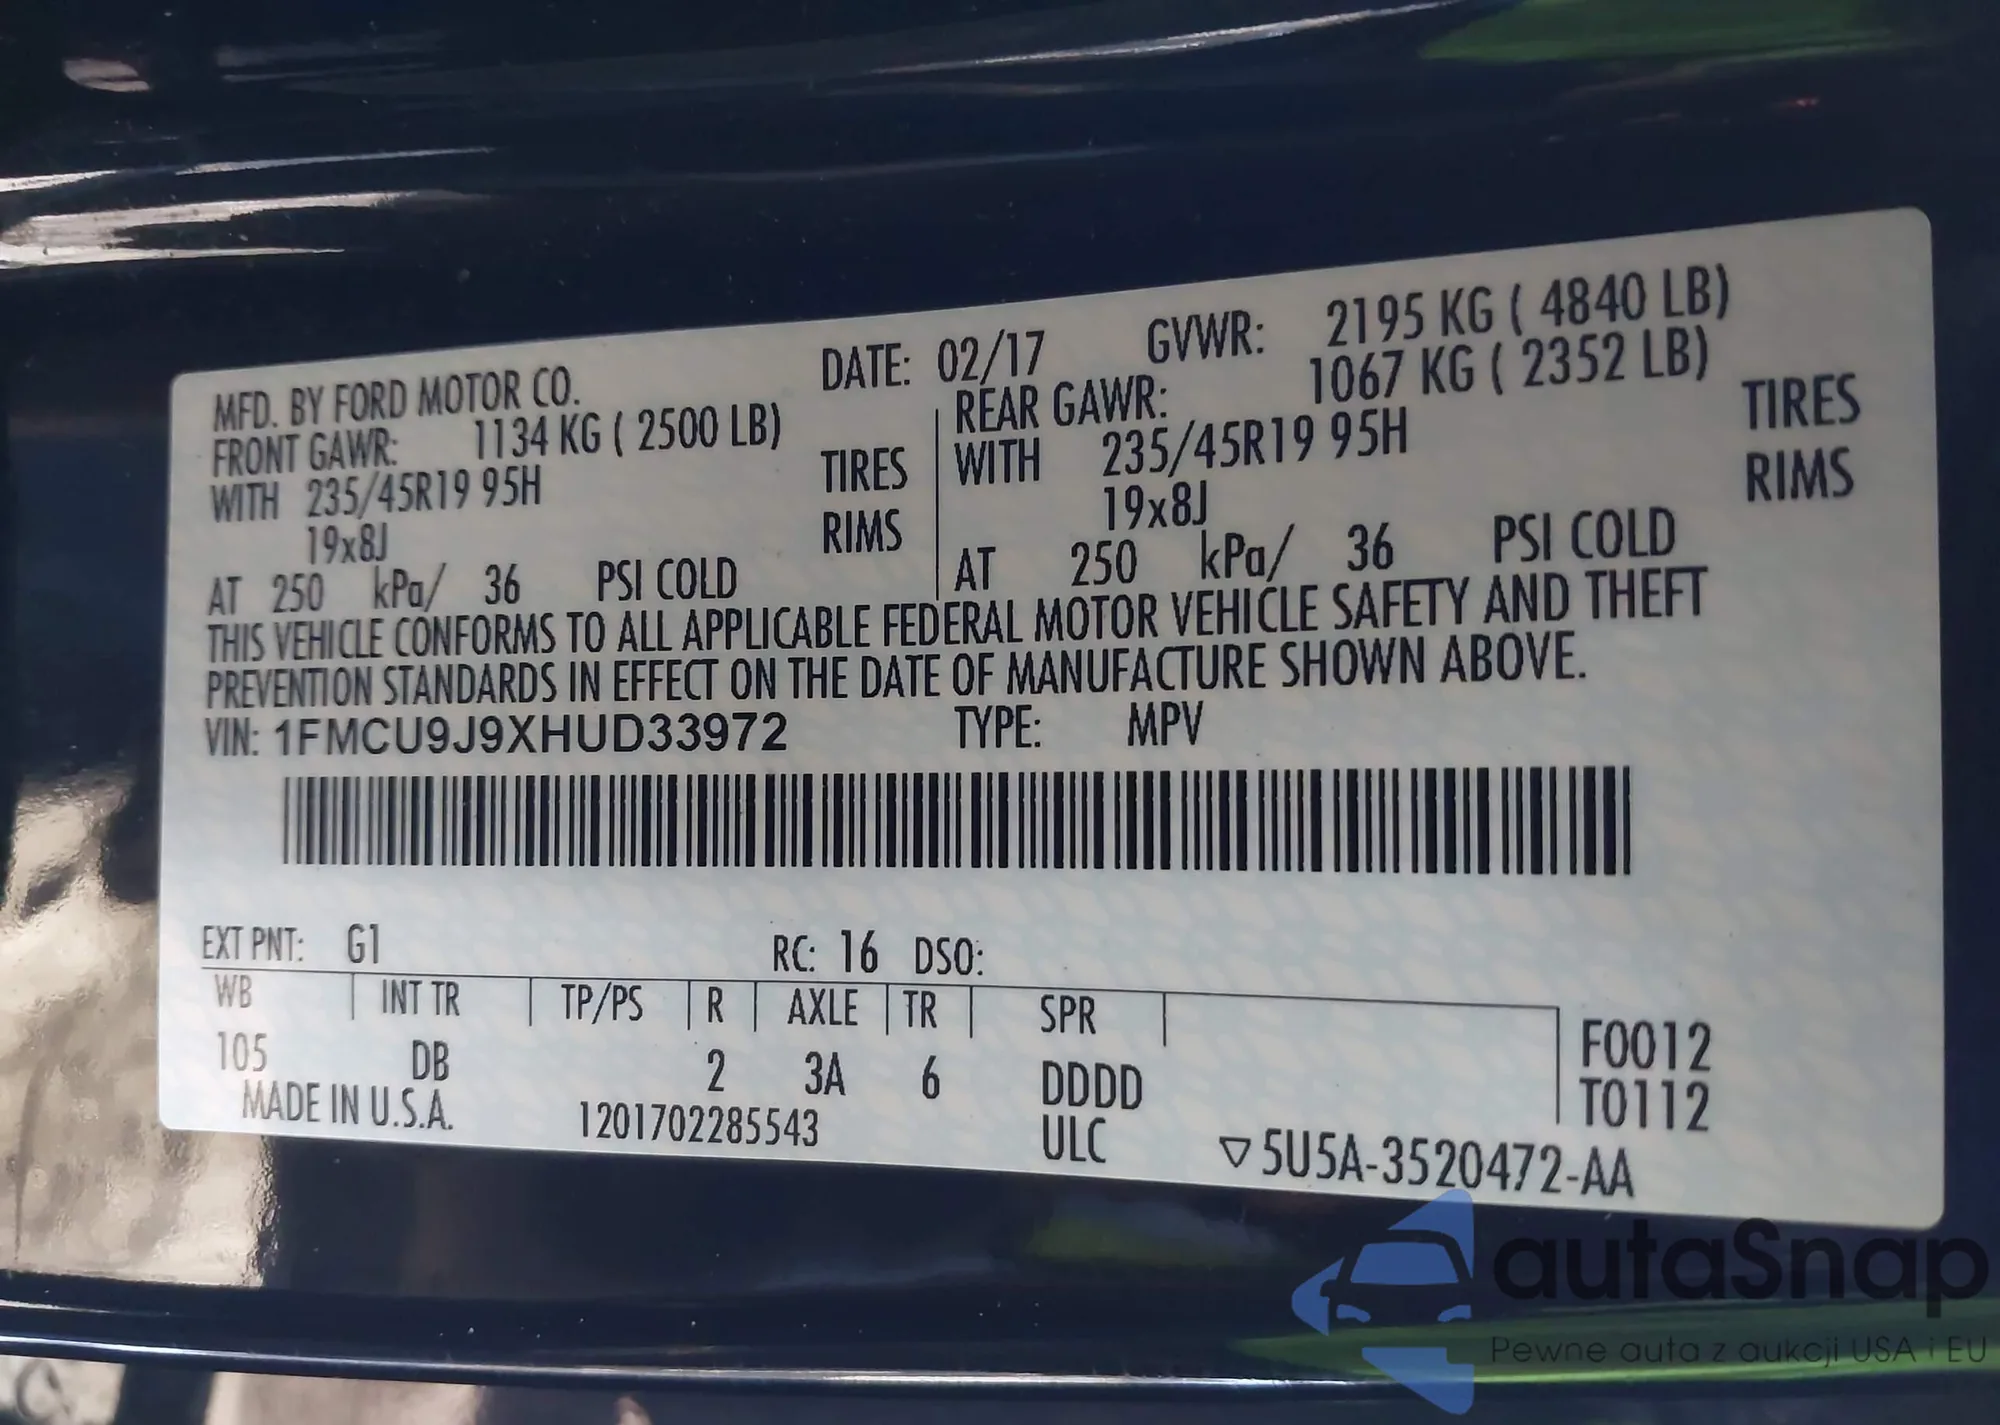 MFD. BY FORD MOTOR CO. DATE: 02/17 GVWR: 2195 KG ( 4840 LB)
FRONT GAWR: 1134 KG ( 2500 LB) REAR GAWR: 1067 KG ( 2352 LB)
WITH 235/45R19 95H TIRES WITH 235/45R19 95H TIRES
19x8J RIMS 19x8J RIMS
AT 250 kPa/ 36 PSI COLD AT 250 kPa/ 36 PSI COLD
THIS VEHICLE CONFORMS TO ALL APPLICABLE FEDERAL MOTOR VEHICLE SAFETY AND THEFT
PREVENTION STANDARDS IN EFFECT ON THE DATE OF MANUFACTURE SHOWN ABOVE.
VIN: 1FMCU9J9XHUD33972 TYPE: MPV
EXT PNT: G1 RC: 16 DSO:
WB INT TR TP/PS R AXLE TR SPR
105 DB 2 3A 6 DDDD F0012
MADE IN U.S.A. 1201702285543 ULC T0112
▽5U5A-3520472-AA
autaSnap
Pewne auta z aukcji USA i EU